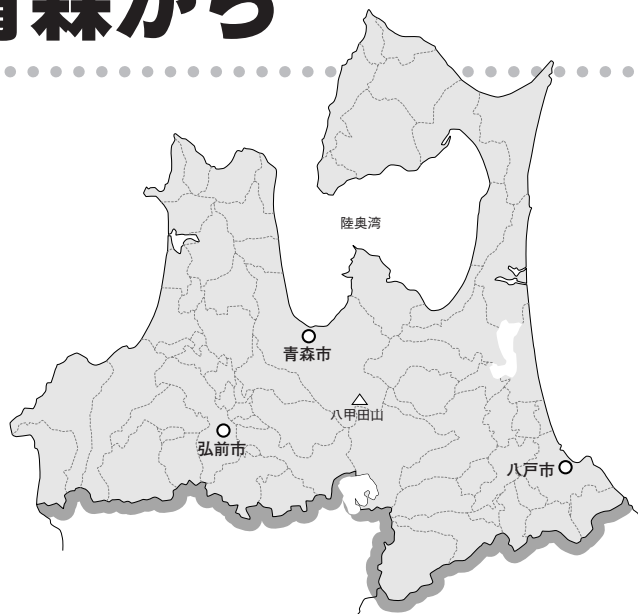 青森から
陸奥湾
青森市
八甲田山
弘前市
八戸市